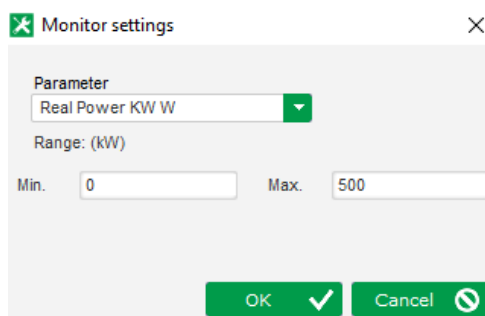 Monitor settings
Parameter
Real Power KW W
Range: (kW)
Min. 0 Max. 500
OK Cancel